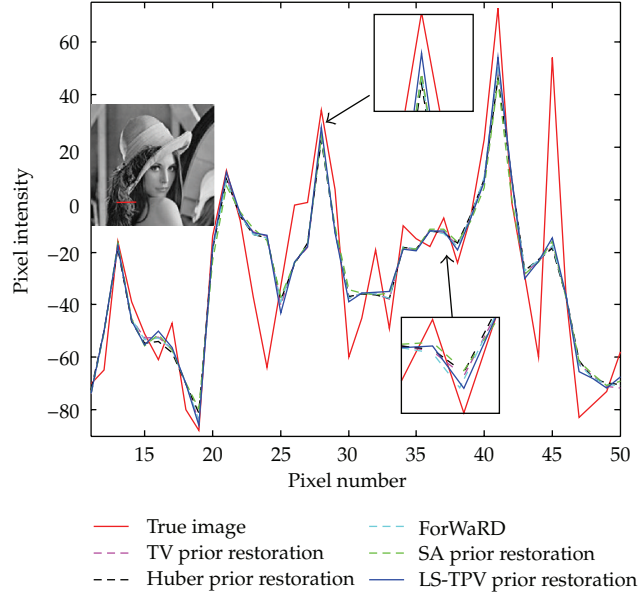 60
40
20
0
−20
−40
−60
−80
Pixel intensity
15 20 25 30 35 40 45 50
Pixel number
True image
TV prior restoration
Huber prior restoration
ForWaRD
SA prior restoration
LS-TPV prior restoration